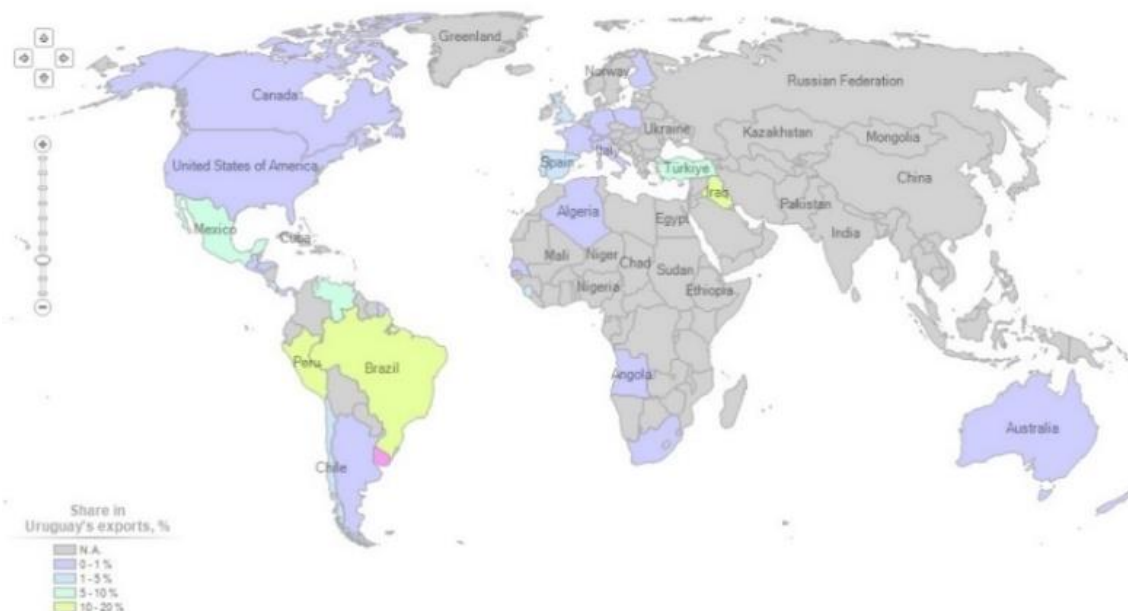 Greenland
Norway
Russian Federation
Canada
Ukraine
Kazakhstan
Mongolia
United States of America
Ital
Spain
Türkiye
China
Iraq
Pakistan
Mexico
Cuba
Algeria
Egypt
India
Mali
Niger
Chad
Sudan
Nigeria
Ethiopia
Peru
Brazil
Angola
Australia
Chile
Share in
Uruguay's exports, %
N.A.
0 - 1 %
1 - 5 %
5 - 10 %
10 - 20 %